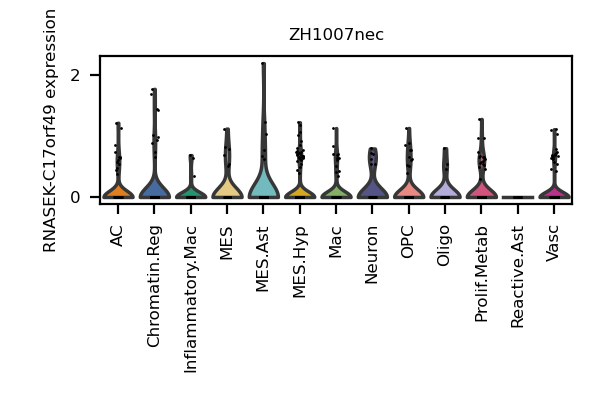 ZH1007nec
RNASEK-C17orf49 expression
2
0
AC
Chromatin.Reg
Inflammatory.Mac
MES
MES.Ast
MES.Hyp
Mac
Neuron
OPC
Oligo
Prolif.Metab
Reactive.Ast
Vasc